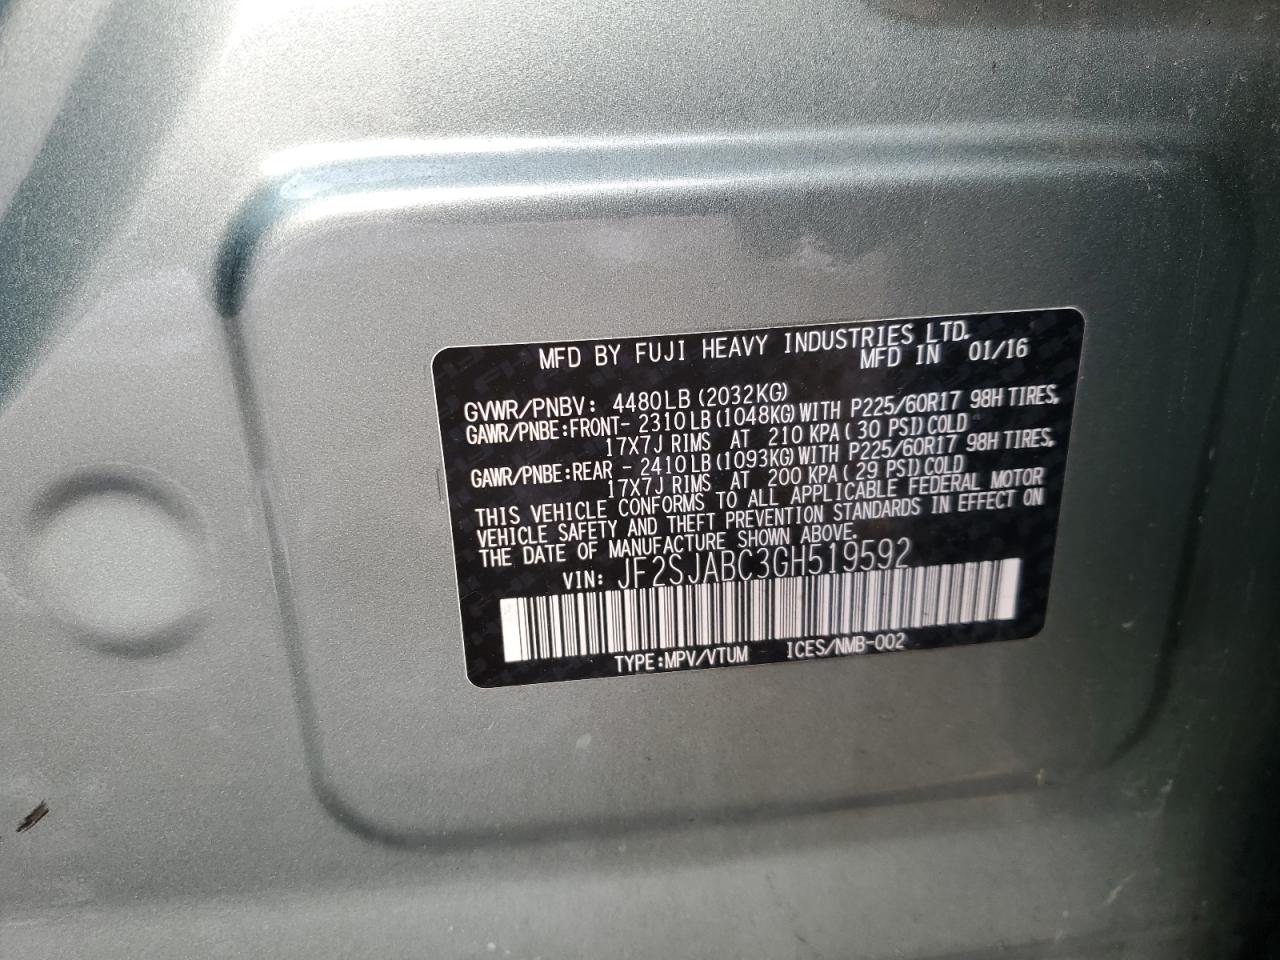 MFD BY FUJI HEAVY INDUSTRIES LTD.
MFD IN 01/16
GVWR/PNBV: 4480LB (2032KG)
GAWR/PNBE:FRONT- 2310LB (1048KG) WITH P225/60R17 98H TIRES,
17X7J RIMS AT 210 KPA (30 PSI) COLD
GAWR/PNBE:REAR - 2410LB (1093KG) WITH P225/60R17 98H TIRES,
17X7J RIMS AT 200 KPA (29 PSI) COLD
THIS VEHICLE CONFORMS TO ALL APPLICABLE FEDERAL MOTOR
VEHICLE SAFETY AND THEFT PREVENTION STANDARDS IN EFFECT ON
THE DATE OF MANUFACTURE SHOWN ABOVE.
VIN: JF2SJABC3GH519592
TYPE:MPV/VTUM ICES/NMB-002